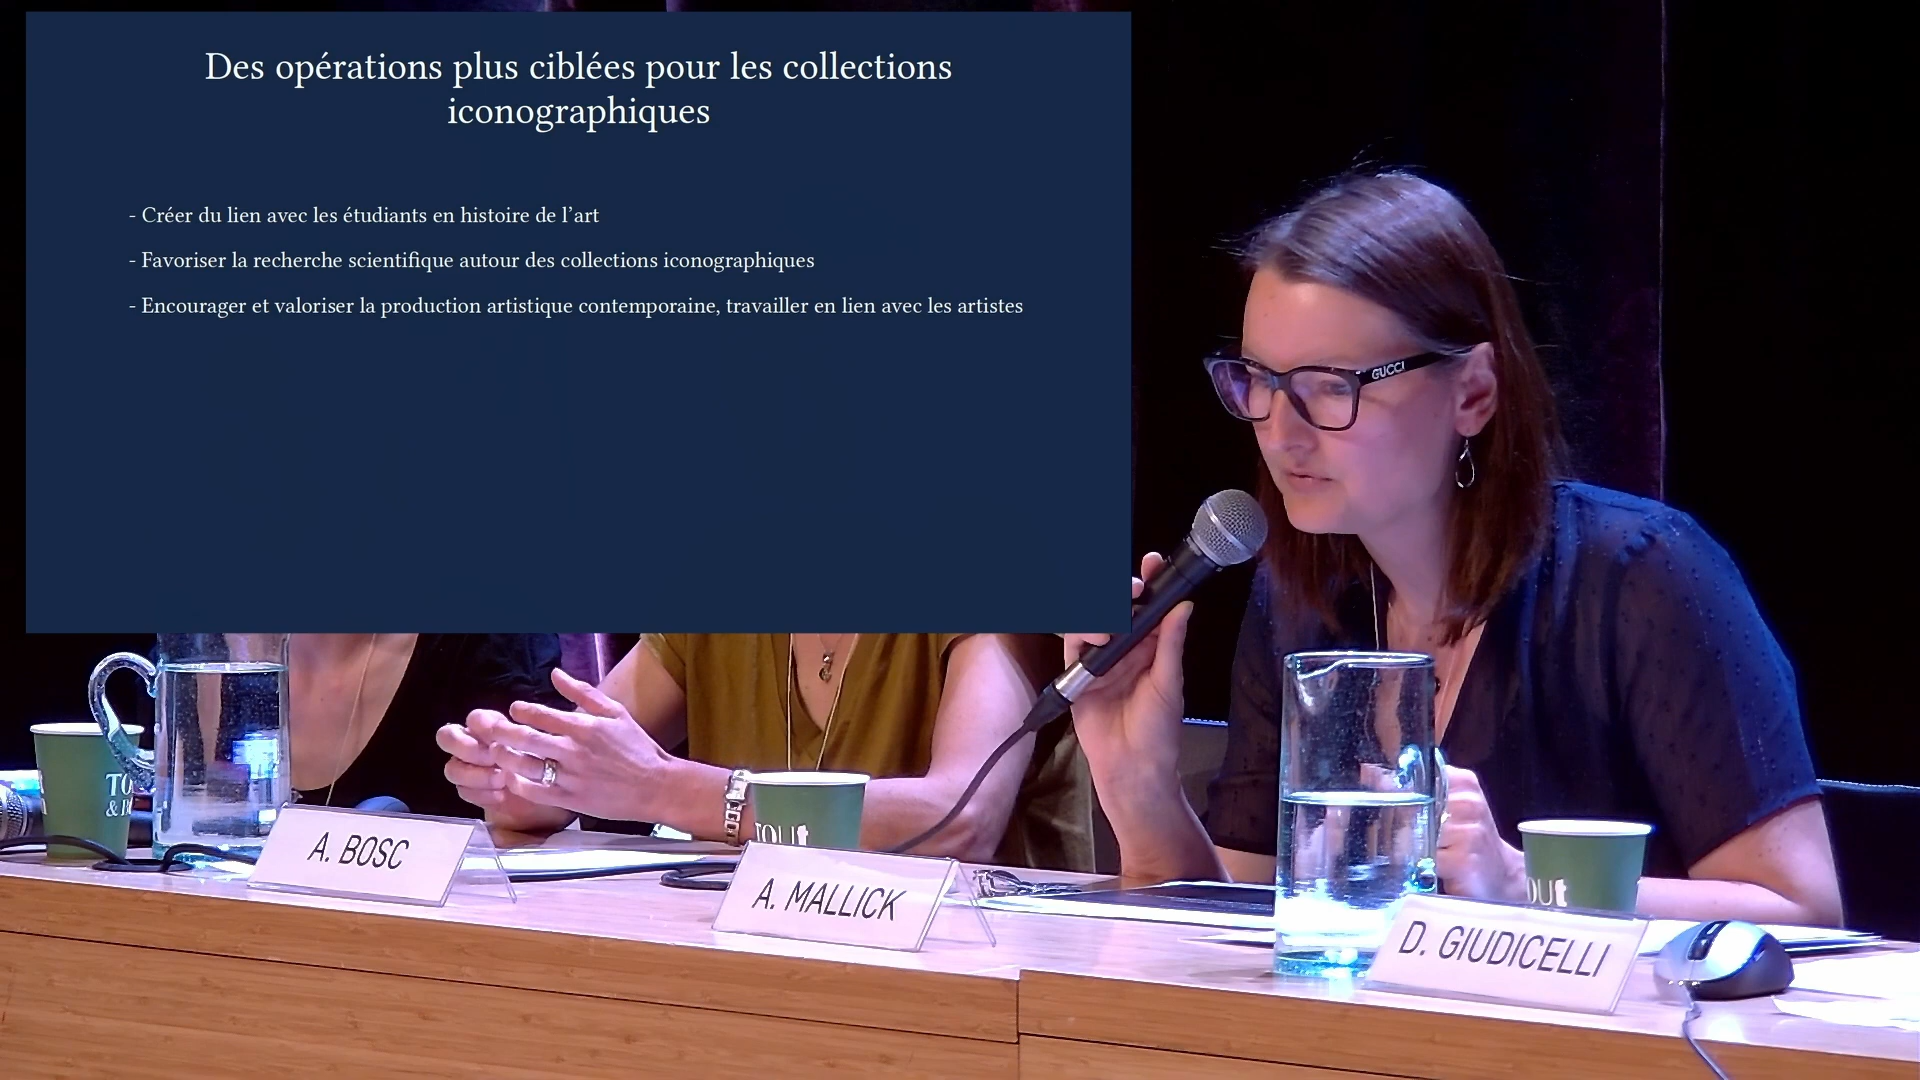 Des opérations plus ciblées pour les collections
iconographiques
- Créer du lien avec les étudiants en histoire de l’art
- Favoriser la recherche scientifique autour des collections iconographiques
- Encourager et valoriser la production artistique contemporaine, travailler en lien avec les artistes
GUCCI
A. BOSC
A. MALLICK
D. GIUDICELLI